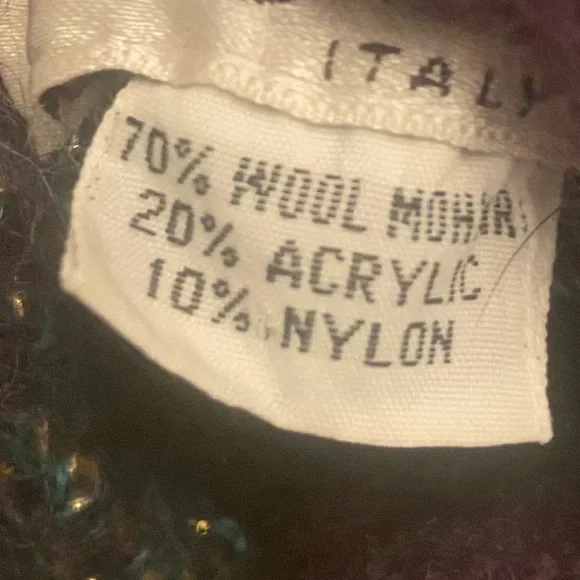 ITALY
70% WOOL MOHAIR
20% ACRYLIC
10% NYLON